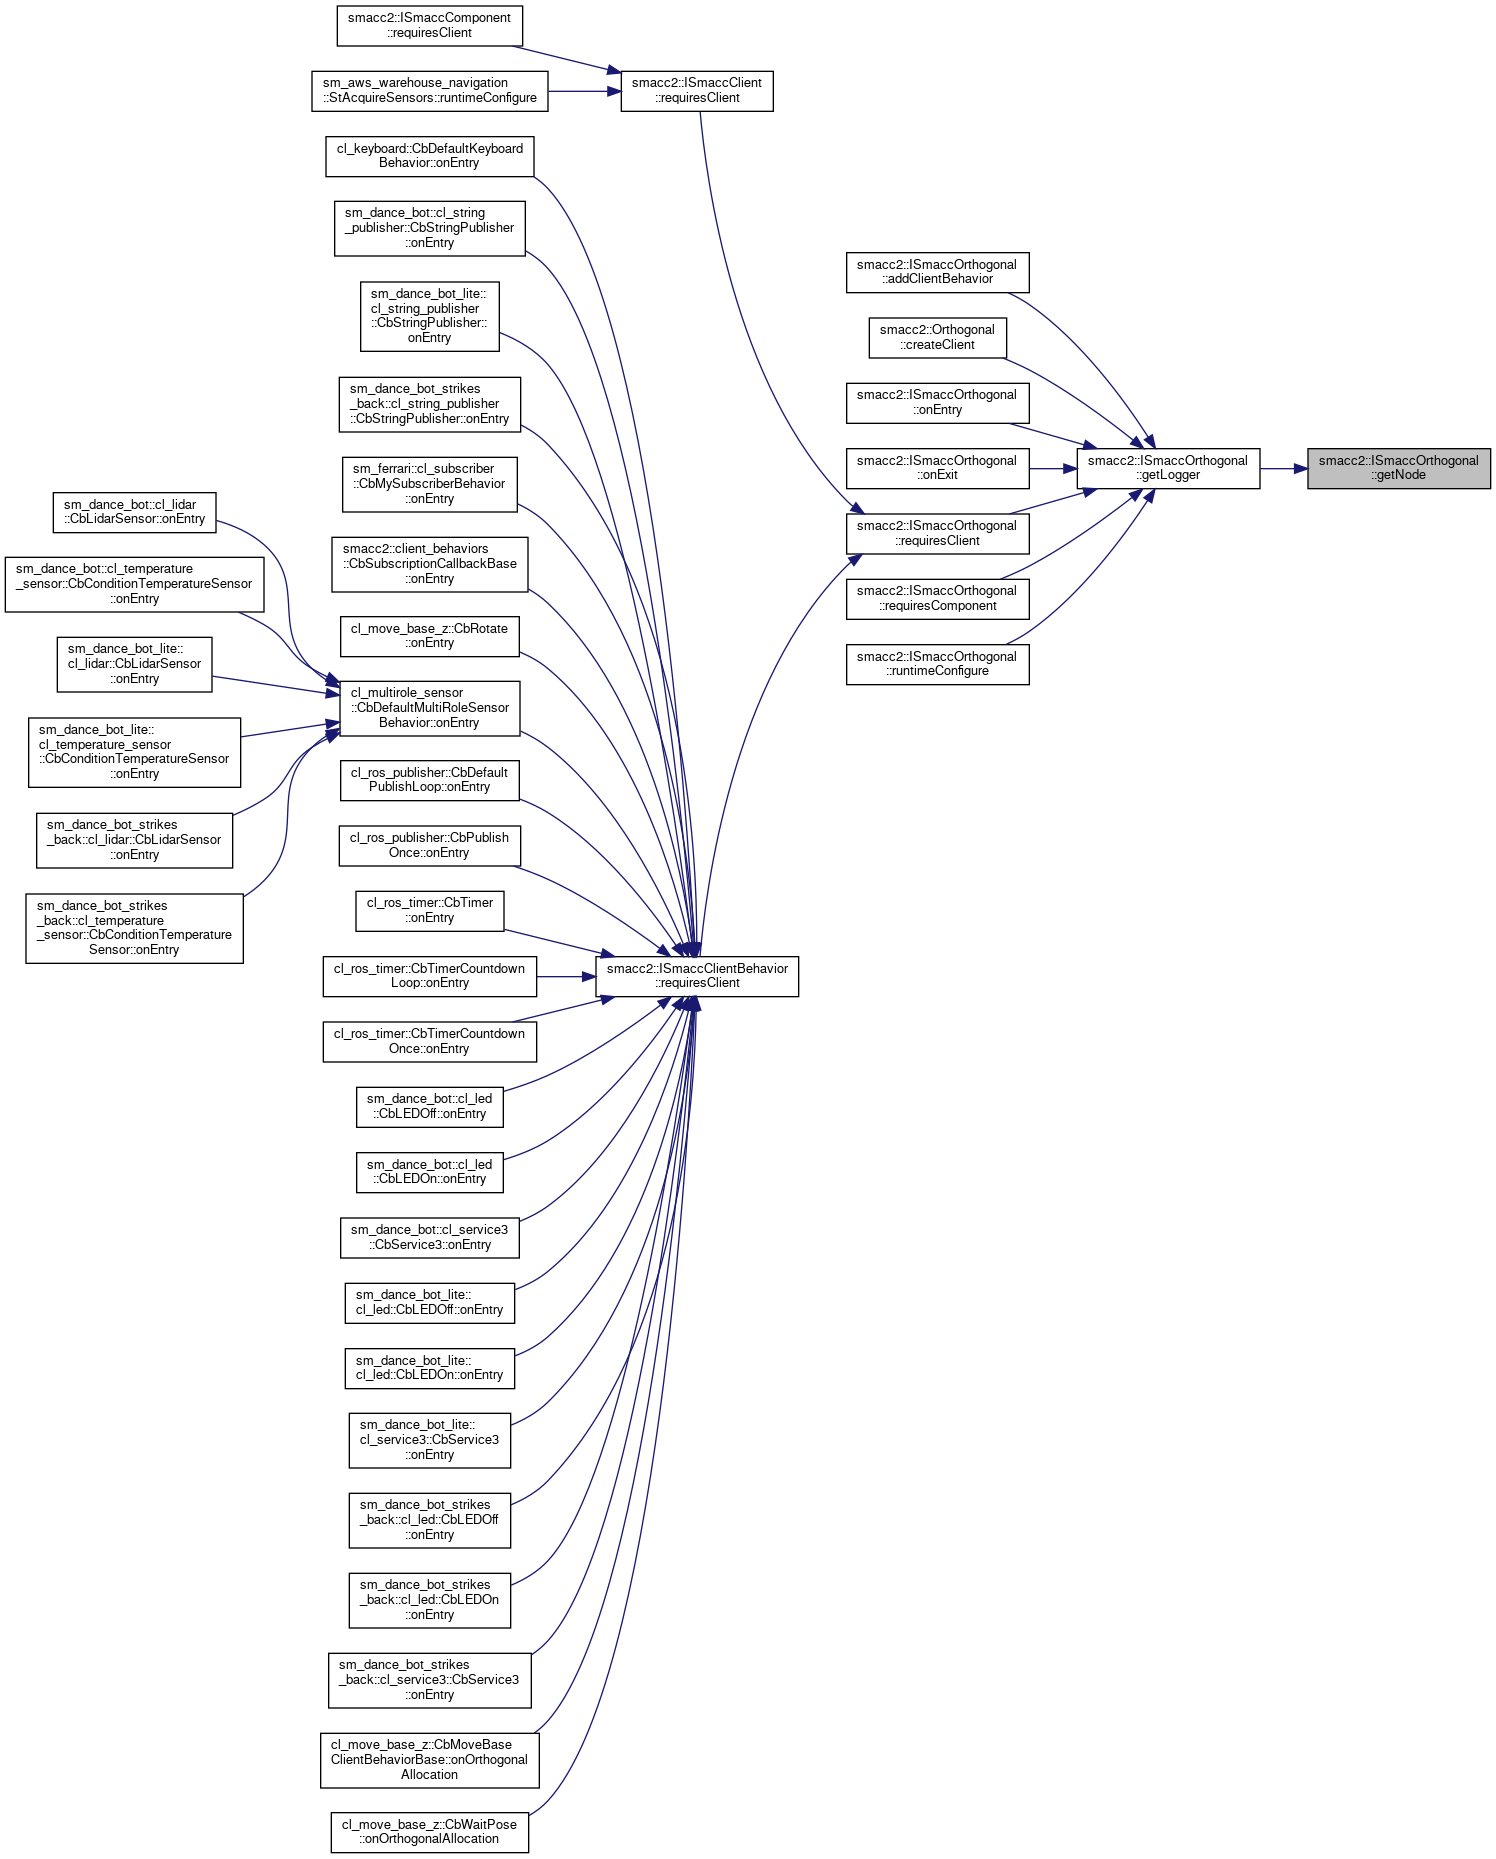 smacc2::ISmaccComponent
::requiresClient
sm_aws_warehouse_navigation
::StAcquireSensors::runtimeConfigure
smacc2::ISmaccClient
::requiresClient
cl_keyboard::CbDefaultKeyboard
Behavior::onEntry
sm_dance_bot::cl_string
_publisher::CbStringPublisher
::onEntry
sm_dance_bot_lite::
cl_string_publisher
::CbStringPublisher::
onEntry
sm_dance_bot_strikes
_back::cl_string_publisher
::CbStringPublisher::onEntry
sm_ferrari::cl_subscriber
::CbMySubscriberBehavior
::onEntry
smacc2::client_behaviors
::CbSubscriptionCallbackBase
::onEntry
cl_move_base_z::CbRotate
::onEntry
cl_multirole_sensor
::CbDefaultMultiRoleSensor
Behavior::onEntry
cl_ros_publisher::CbDefault
PublishLoop::onEntry
cl_ros_publisher::CbPublish
Once::onEntry
cl_ros_timer::CbTimer
::onEntry
cl_ros_timer::CbTimerCountdown
Loop::onEntry
cl_ros_timer::CbTimerCountdown
Once::onEntry
sm_dance_bot::cl_led
::CbLEDOff::onEntry
sm_dance_bot::cl_led
::CbLEDOn::onEntry
sm_dance_bot::cl_service3
::CbService3::onEntry
sm_dance_bot_lite::
cl_led::CbLEDOff::onEntry
sm_dance_bot_lite::
cl_led::CbLEDOn::onEntry
sm_dance_bot_lite::
cl_service3::CbService3
::onEntry
sm_dance_bot_strikes
_back::cl_led::CbLEDOff
::onEntry
sm_dance_bot_strikes
_back::cl_led::CbLEDOn
::onEntry
sm_dance_bot_strikes
_back::cl_service3::CbService3
::onEntry
cl_move_base_z::CbMoveBase
ClientBehaviorBase::onOrthogonal
Allocation
cl_move_base_z::CbWaitPose
::onOrthogonalAllocation
sm_dance_bot::cl_lidar
::CbLidarSensor::onEntry
sm_dance_bot::cl_temperature
_sensor::CbConditionTemperatureSensor
::onEntry
sm_dance_bot_lite::
cl_lidar::CbLidarSensor
::onEntry
sm_dance_bot_lite::
cl_temperature_sensor
::CbConditionTemperatureSensor
::onEntry
sm_dance_bot_strikes
_back::cl_lidar::CbLidarSensor
::onEntry
sm_dance_bot_strikes
_back::cl_temperature
_sensor::CbConditionTemperature
Sensor::onEntry
smacc2::ISmaccClientBehavior
::requiresClient
smacc2::ISmaccOrthogonal
::addClientBehavior
smacc2::Orthogonal
::createClient
smacc2::ISmaccOrthogonal
::onEntry
smacc2::ISmaccOrthogonal
::onExit
smacc2::ISmaccOrthogonal
::requiresClient
smacc2::ISmaccOrthogonal
::requiresComponent
smacc2::ISmaccOrthogonal
::runtimeConfigure
smacc2::ISmaccOrthogonal
::getLogger
smacc2::ISmaccOrthogonal
::getNode